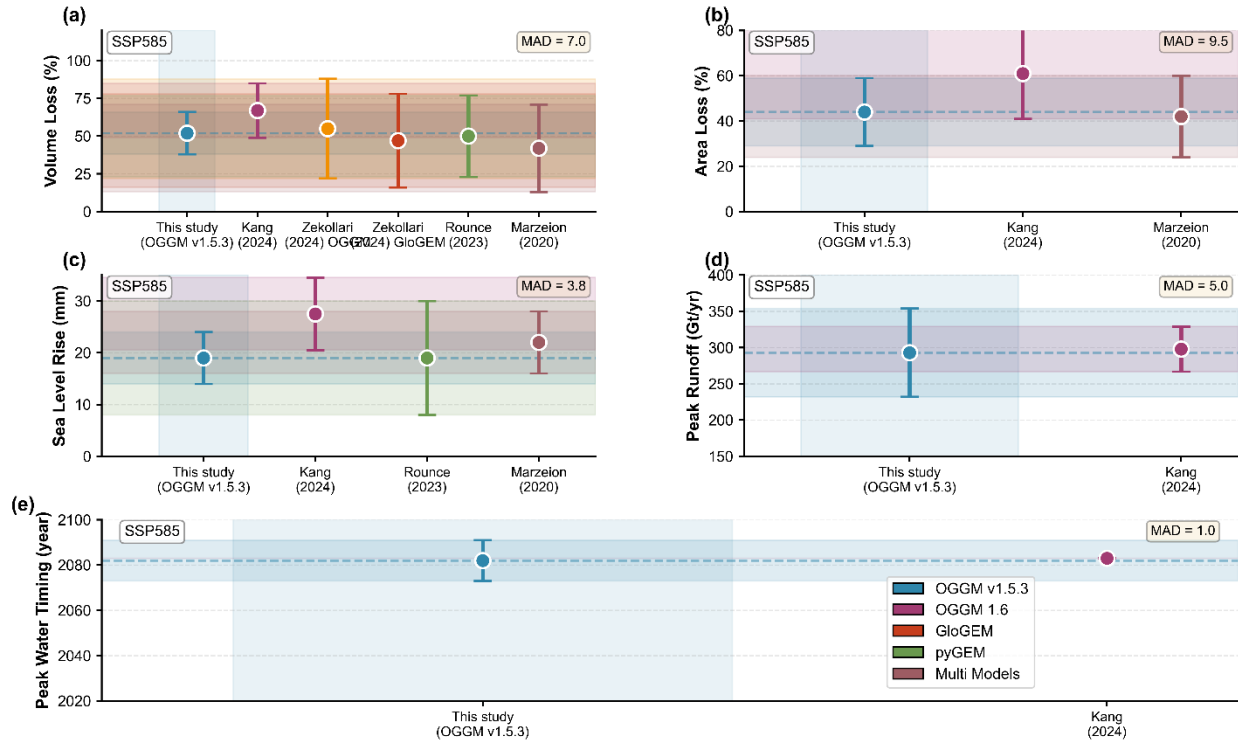 (a)
SSP585
MAD = 7.0
Volume Loss (%)
100
75
50
25
0
This study
(OGGM v1.5.3)
Kang
(2024)
Zekollari
(2024) OGGM
Zekollari
(2024) GloGEM
Rounce
(2023)
Marzeion
(2020)
(b)
SSP585
MAD = 9.5
Area Loss (%)
80
60
40
20
0
This study
(OGGM v1.5.3)
Kang
(2024)
Marzeion
(2020)
(c)
SSP585
MAD = 3.8
Sea Level Rise (mm)
30
20
10
0
This study
(OGGM v1.5.3)
Kang
(2024)
Rounce
(2023)
Marzeion
(2020)
(d)
SSP585
MAD = 5.0
Peak Runoff (Gt/yr)
400
350
300
250
200
150
This study
(OGGM v1.5.3)
Kang
(2024)
(e)
SSP585
MAD = 1.0
Peak Water Timing (year)
2100
2080
2060
2040
2020
OGGM v1.5.3
OGGM 1.6
GloGEM
pyGEM
Multi Models
This study
(OGGM v1.5.3)
Kang
(2024)